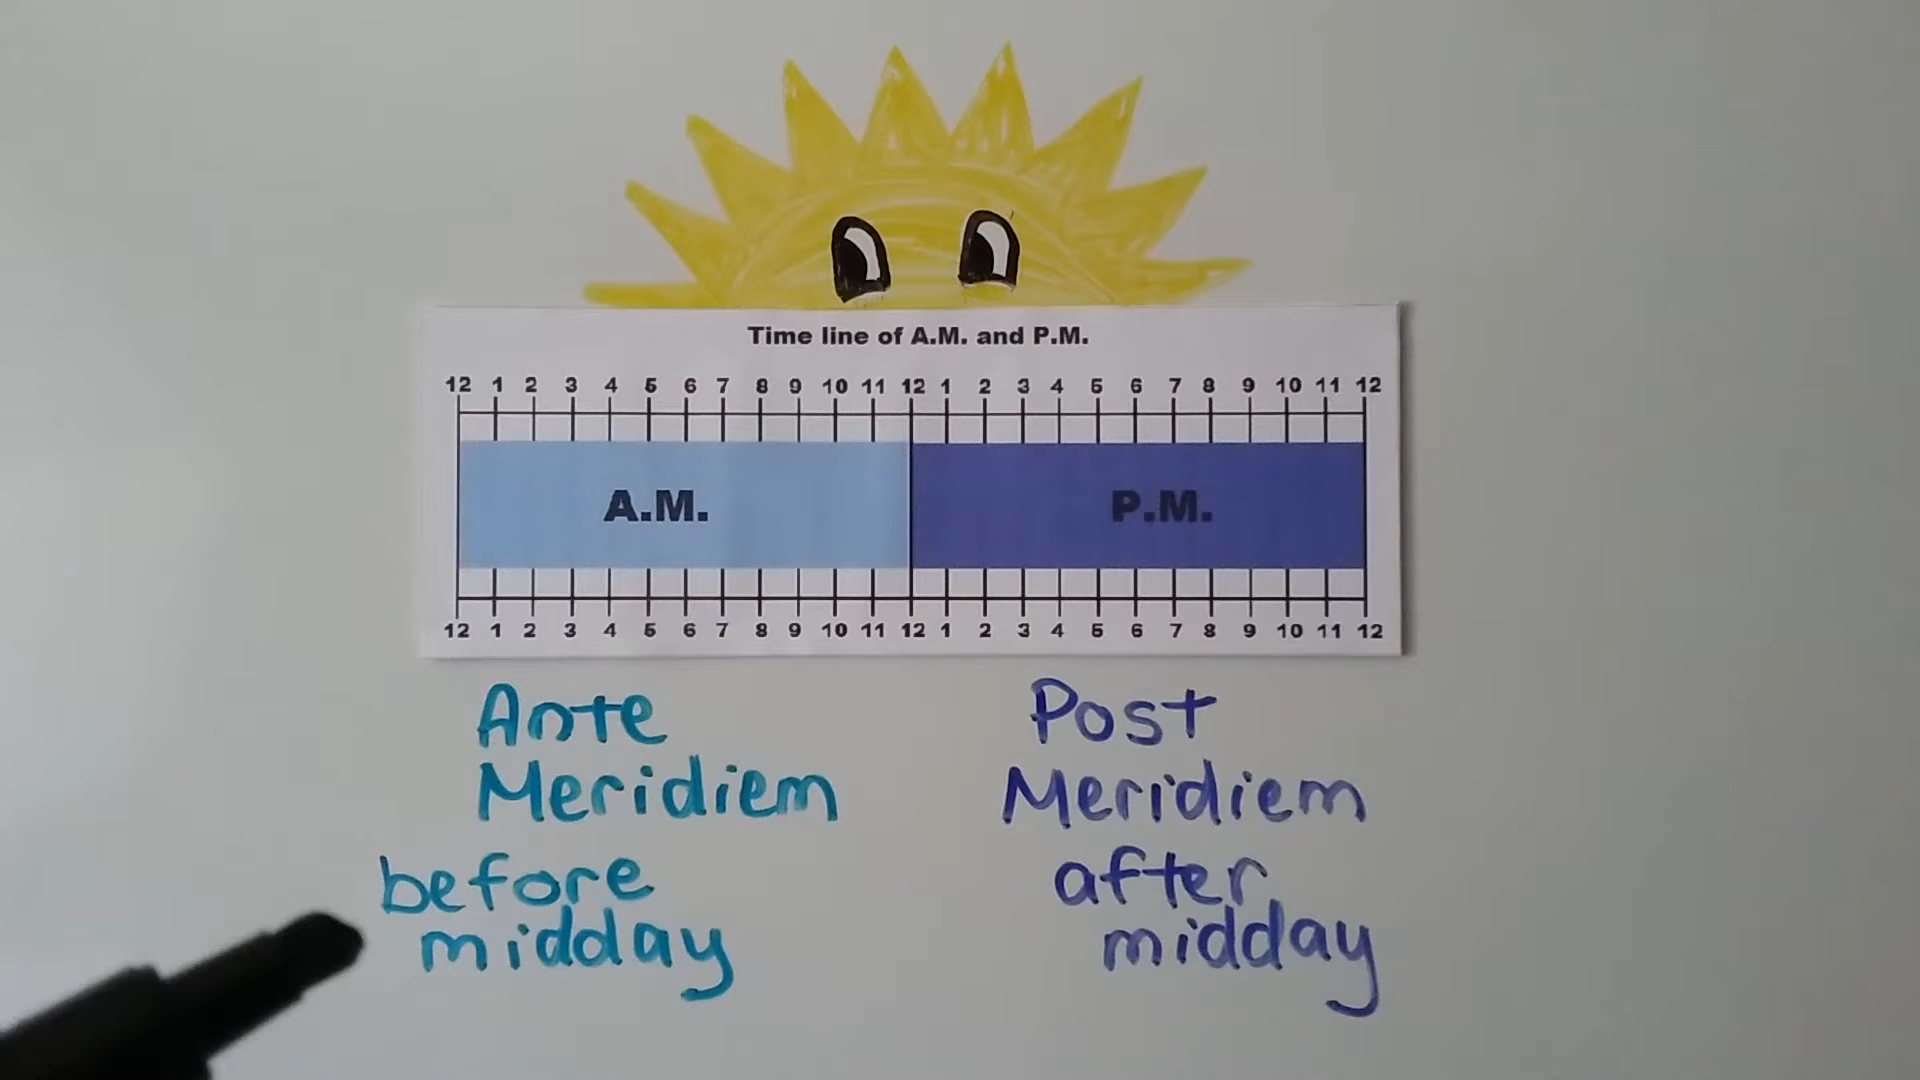 Time line of A.M. and P.M.
12 1 2 3 4 5 6 7 8 9 10 11 12 1 2 3 4 5 6 7 8 9 10 11 12
A.M. P.M.
12 1 2 3 4 5 6 7 8 9 10 11 12 1 2 3 4 5 6 7 8 9 10 11 12
Ante
Meridiem
before
midday
Post
Meridiem
after
midday